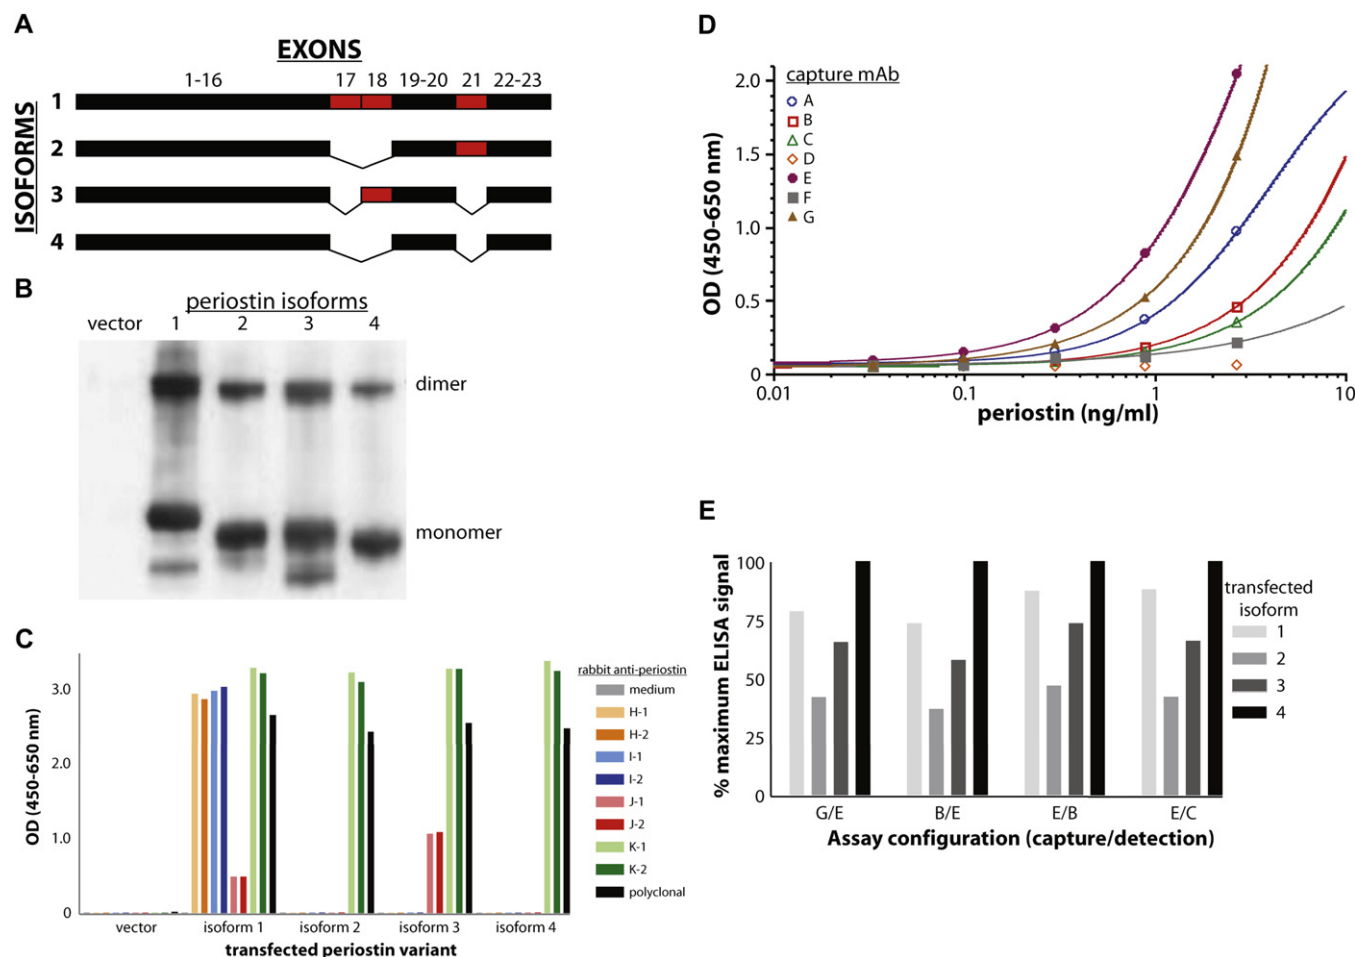 A
EXONS
1-16 17 18 19-20 21 22-23
ISOFORMS
1
2
3
4
B
periostin isoforms
vector 1 2 3 4
dimer
monomer
C
OD (450-650 nm)
3.0
2.0
1.0
0
vector isoform 1 isoform 2 isoform 3 isoform 4
transfected periostin variant
rabbit anti-periostin
medium
H-1
H-2
I-1
I-2
J-1
J-2
K-1
K-2
polyclonal
D
OD (450-650 nm)
2.0
1.5
1.0
0.5
0
capture mAb
A
B
C
D
E
F
G
0.01 0.1 1 10
periostin (ng/ml)
E
% maximum ELISA signal
100
75
50
25
0
G/E B/E E/B E/C
Assay configuration (capture/detection)
transfected
isoform
1
2
3
4